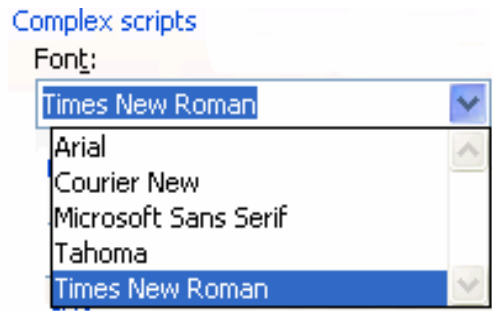 Complex scripts
Font:
Times New Roman
Arial
Courier New
Microsoft Sans Serif
Tahoma
Times New Roman